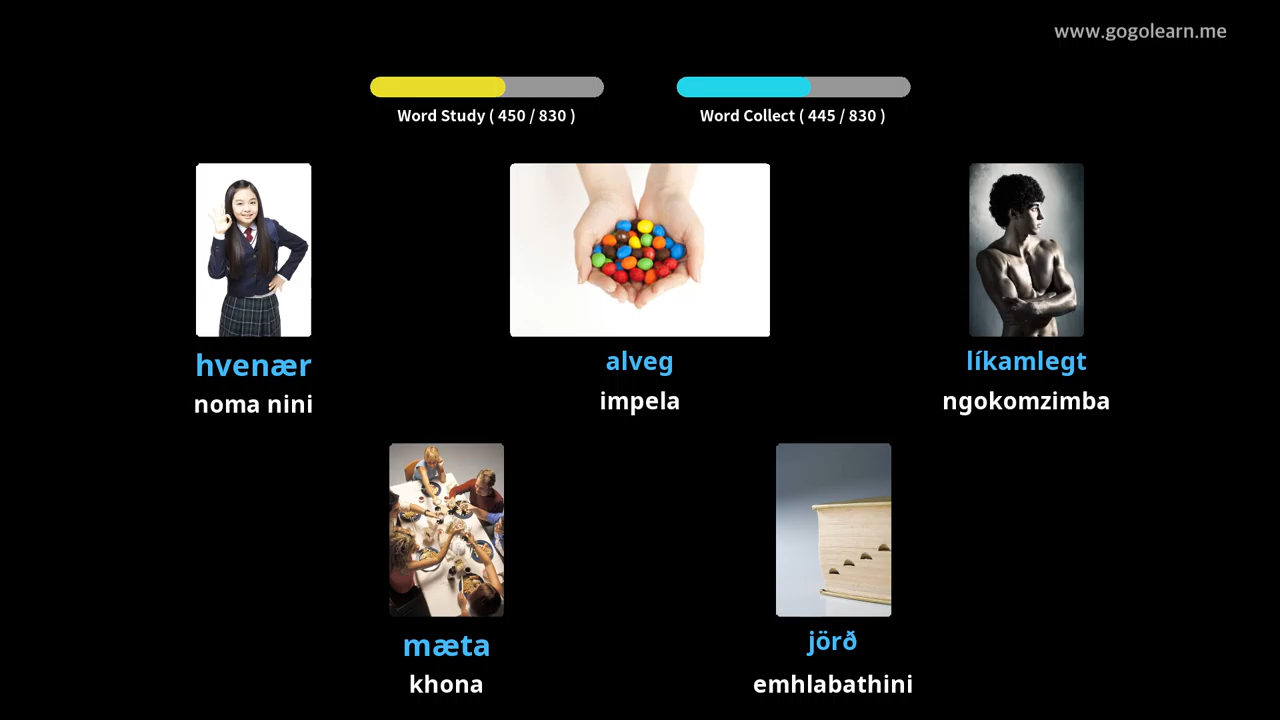 www.gogolearn.me
Word Study ( 450 / 830 )
Word Collect ( 445 / 830 )
hvenær
noma nini
alveg
impela
líkamlegt
ngokomzimba
mæta
khona
jörð
emhlabathini